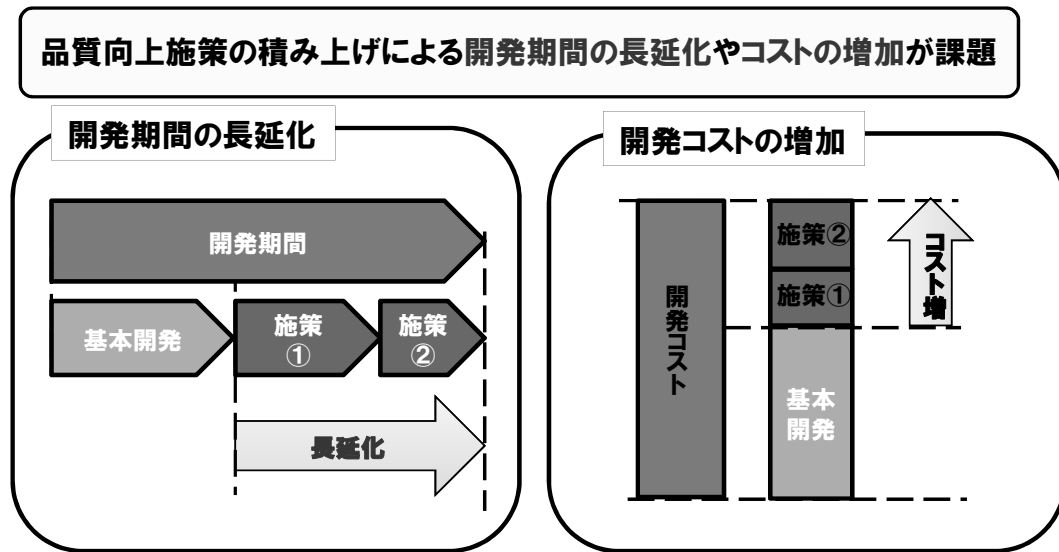 品質向上施策の積み上げによる開発期間の長延化やコストの増加が課題
開発期間の長延化
開発期間
基本開発
施策
①
施策
②
長延化
開発コストの増加
開発コスト
施策②
施策①
基本
開発
コスト増